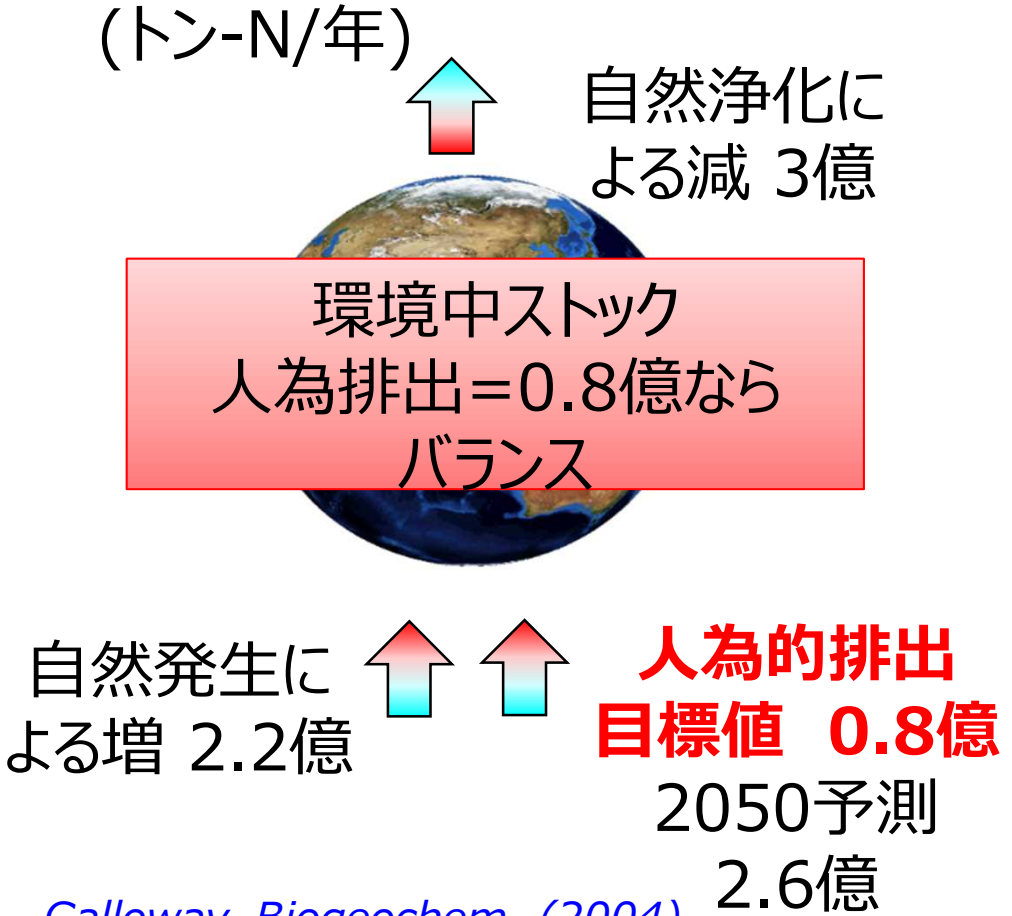 (トン-N/年)
自然浄化に
よる減 3億
環境中ストック
人為排出=0.8億なら
バランス
自然発生に
よる増 2.2億
人為的排出
目標値 0.8億
2050予測
2.6億
Galloway, Biogeochem. (2004)